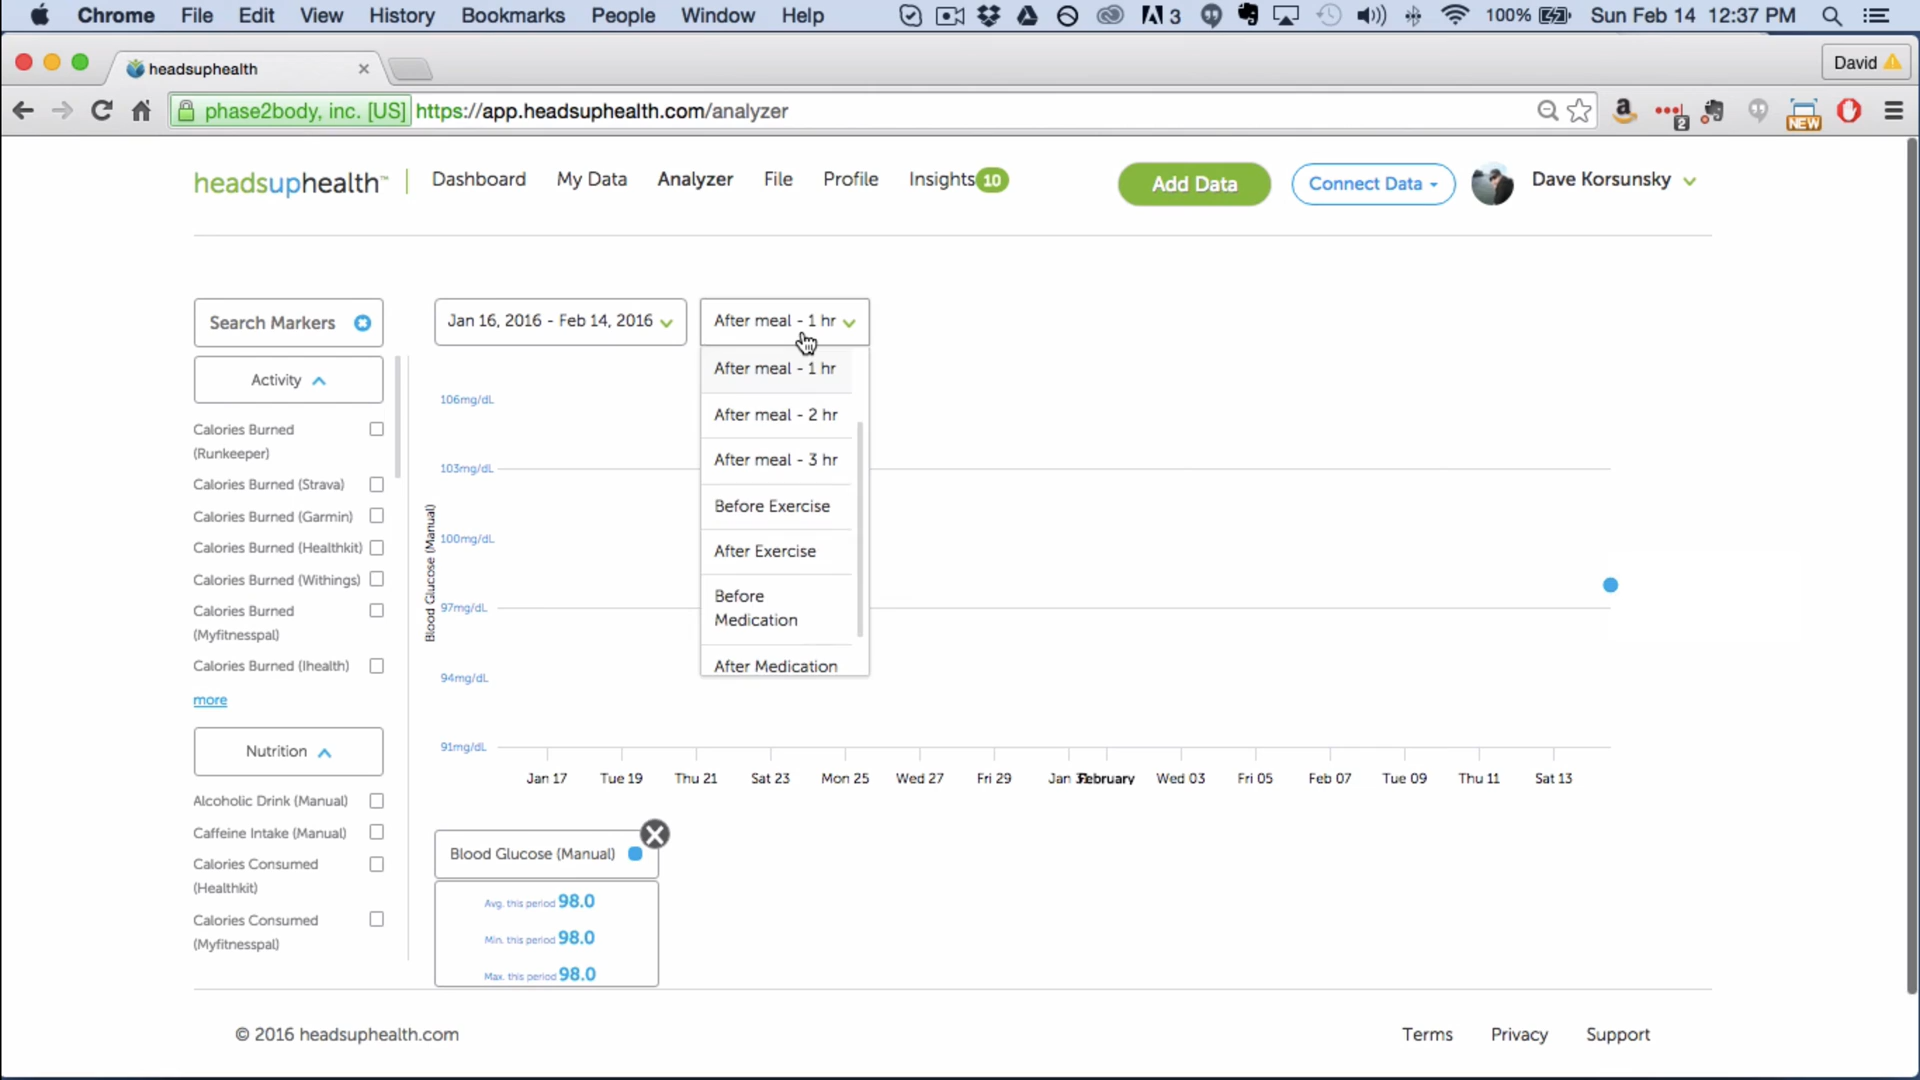 Chrome File Edit View History Bookmarks People Window Help 3 100% Sun Feb 14 12:37 PM
headsuphealth David
phase2body, inc. [US] https://app.headsuphealth.com/analyzer a 2 NEW
headsuphealth™ Dashboard My Data Analyzer File Profile Insights 10 Add Data Connect Data Dave Korsunsky
Search Markers Jan 16, 2016 - Feb 14, 2016 After meal - 1 hr
Activity
Calories Burned
(Runkeeper)
Calories Burned (Strava)
Calories Burned (Garmin)
Calories Burned (Healthkit)
Calories Burned (Withings)
Calories Burned
(Myfitnesspal)
Calories Burned (Ihealth)
more
Nutrition
Alcoholic Drink (Manual)
Caffeine Intake (Manual)
Calories Consumed
(Healthkit)
Calories Consumed
(Myfitnesspal)
After meal - 1 hr
After meal - 2 hr
After meal - 3 hr
Before Exercise
After Exercise
Before
Medication
After Medication
Blood Glucose (Manual)
106mg/dL
103mg/dL
100mg/dL
97mg/dL
94mg/dL
91mg/dL
Jan 17 Tue 19 Thu 21 Sat 23 Mon 25 Wed 27 Fri 29 Jan February Wed 03 Fri 05 Feb 07 Tue 09 Thu 11 Sat 13
Blood Glucose (Manual)
Avg. this period 98.0
Min. this period 98.0
Max. this period 98.0
© 2016 headsuphealth.com Terms Privacy Support